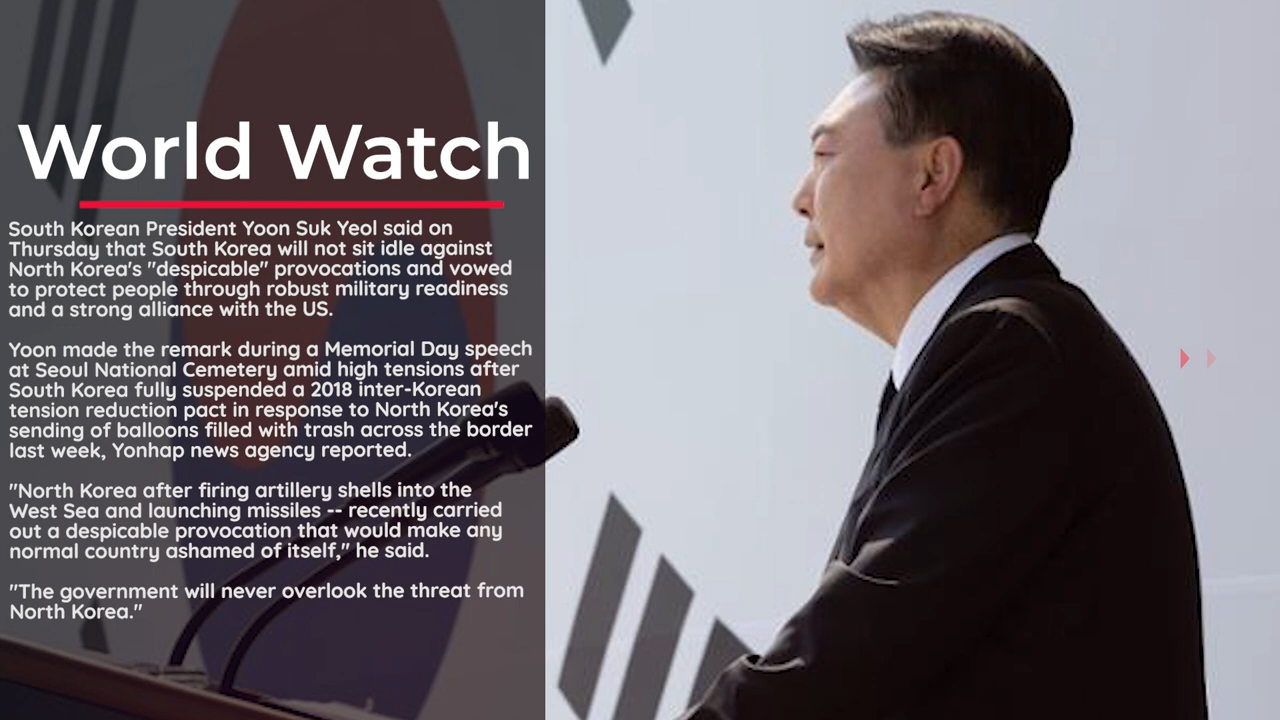 World Watch
South Korean President Yoon Suk Yeol said on
Thursday that South Korea will not sit idle against
North Korea's "despicable" provocations and vowed
to protect people through robust military readiness
and a strong alliance with the US.
Yoon made the remark during a Memorial Day speech
at Seoul National Cemetery amid high tensions after
South Korea fully suspended a 2018 inter-Korean
tension reduction pact in response to North Korea's
sending of balloons filled with trash across the border
last week, Yonhap news agency reported.
"North Korea after firing artillery shells into the
West Sea and launching missiles -- recently carried
out a despicable provocation that would make any
normal country ashamed of itself," he said.
"The government will never overlook the threat from
North Korea."